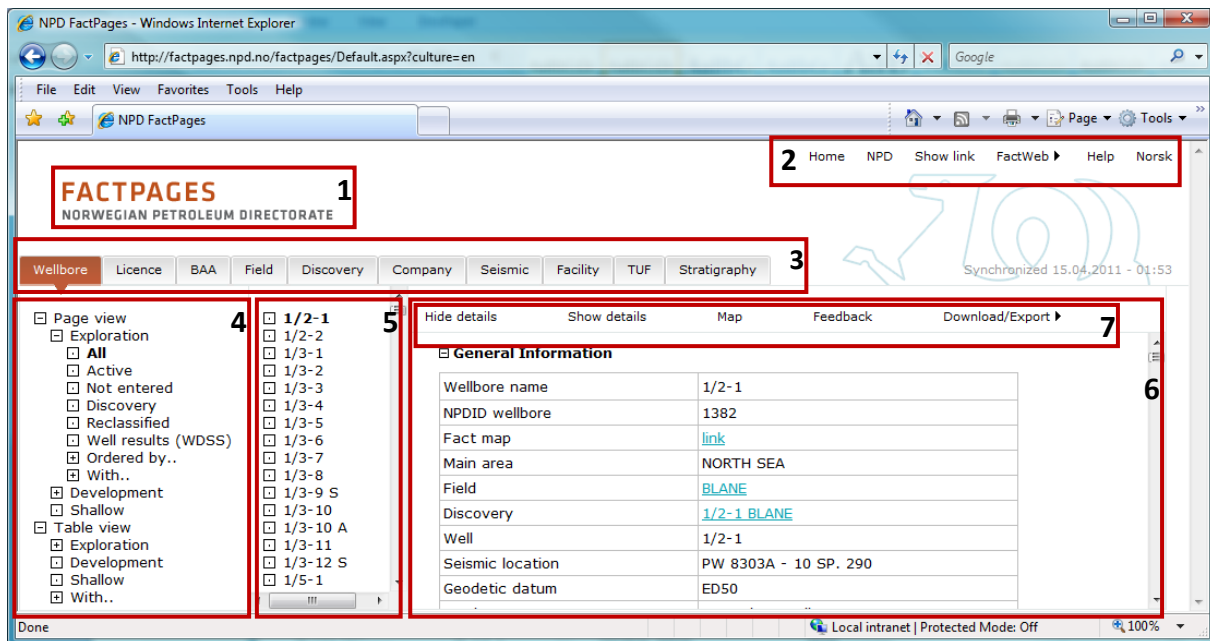 NPD FactPages - Windows Internet Explorer
http://factpages.npd.no/factpages/Default.aspx?culture=en
Google
File Edit View Favorites Tools Help
NPD FactPages
Page Tools
2 Home NPD Show link FactWeb Help Norsk
FACTPAGES 1
NORWEGIAN PETROLEUM DIRECTORATE
Wellbore Licence BAA Field Discovery Company Seismic Facility TUF Stratigraphy 3
Synchronized 15.04.2011 - 01:53
4
Page view
Exploration
All
Active
Not entered
Discovery
Reclassified
Well results (WDSS)
Ordered by..
With..
Development
Shallow
Table view
Exploration
Development
Shallow
With..
5
1/2-1
1/2-2
1/3-1
1/3-2
1/3-3
1/3-4
1/3-5
1/3-6
1/3-7
1/3-8
1/3-9 S
1/3-10
1/3-10 A
1/3-11
1/3-12 S
1/5-1
Hide details Show details Map Feedback Download/Export 7
General Information
6
Wellbore name 1/2-1
NPDID wellbore 1382
Fact map link
Main area NORTH SEA
Field BLANE
Discovery 1/2-1 BLANE
Well 1/2-1
Seismic location PW 8303A - 10 SP. 290
Geodetic datum ED50
Done
Local intranet | Protected Mode: Off
100%